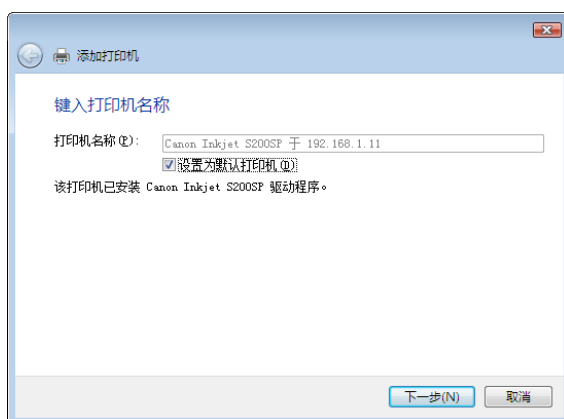 添加打印机
键入打印机名称
打印机名称(P): Canon Inkjet S200SP 于 192.168.1.11
设置为默认打印机(D)
该打印机已安装 Canon Inkjet S200SP 驱动程序。
下一步(N) 取消